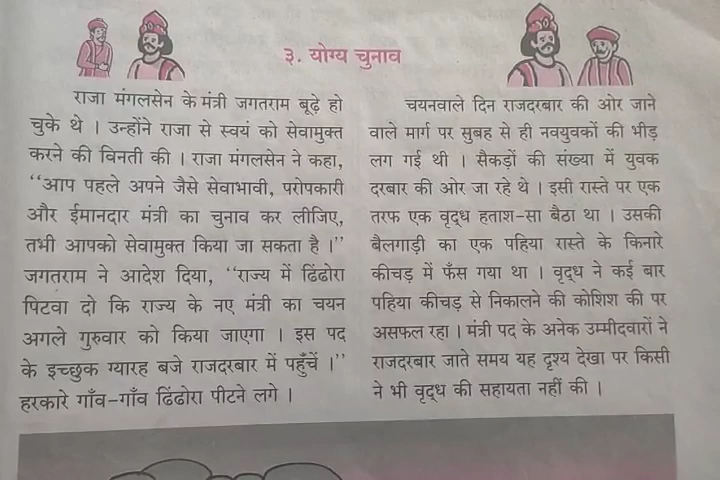 ३. योग्य चुनाव
राजा मंगलसेन के मंत्री जगतराम बूढ़े हो
चुके थे । उन्होंने राजा से स्वयं को सेवामुक्त
करने की विनती की । राजा मंगलसेन ने कहा,
“आप पहले अपने जैसे सेवाभावी, परोपकारी
और ईमानदार मंत्री का चुनाव कर लीजिए,
तभी आपको सेवामुक्त किया जा सकता है ।”
जगतराम ने आदेश दिया, “राज्य में ढिंढोरा
पिटवा दो कि राज्य के नए मंत्री का चयन
अगले गुरुवार को किया जाएगा । इस पद
के इच्छुक ग्यारह बजे राजदरबार में पहुँचें ।”
हरकारे गाँव-गाँव ढिंढोरा पीटने लगे ।
चयनवाले दिन राजदरबार की ओर जाने
वाले मार्ग पर सुबह से ही नवयुवकों की भीड़
लग गई थी । सैकड़ों की संख्या में युवक
दरबार की ओर जा रहे थे । इसी रास्ते पर एक
तरफ एक वृद्ध हताश-सा बैठा था । उसकी
बैलगाड़ी का एक पहिया रास्ते के किनारे
कीचड़ में फँस गया था । वृद्ध ने कई बार
पहिया कीचड़ से निकालने की कोशिश की पर
असफल रहा । मंत्री पद के अनेक उम्मीदवारों ने
राजदरबार जाते समय यह दृश्य देखा पर किसी
ने भी वृद्ध की सहायता नहीं की ।